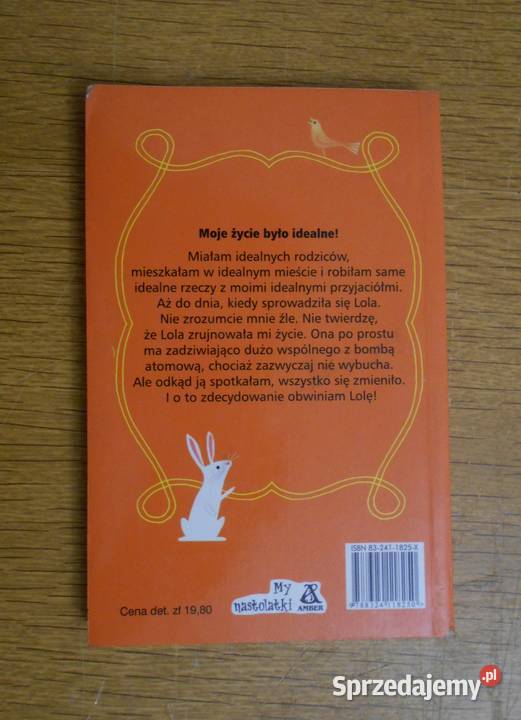 Moje życie było idealne!
Miałam idealnych rodziców,
mieszkałam w idealnym mieście i robiłam same
idealne rzeczy z moimi idealnymi przyjaciółmi.
Aż do dnia, kiedy sprowadziła się Lola.
Nie zrozumcie mnie źle. Nie twierdzę,
że Lola zrujnowała mi życie. Ona po prostu
ma zadziwiająco dużo wspólnego z bombą
atomową, chociaż zazwyczaj nie wybucha.
Ale odkąd ją spotkałam, wszystko się zmieniło.
I o to zdecydowanie obwiniam Lolę!
ISBN 83-241-1825-X
9788324118250
My
nastolatki
AMBER
Cena det. zł 19,80
Sprzedajemy.pl